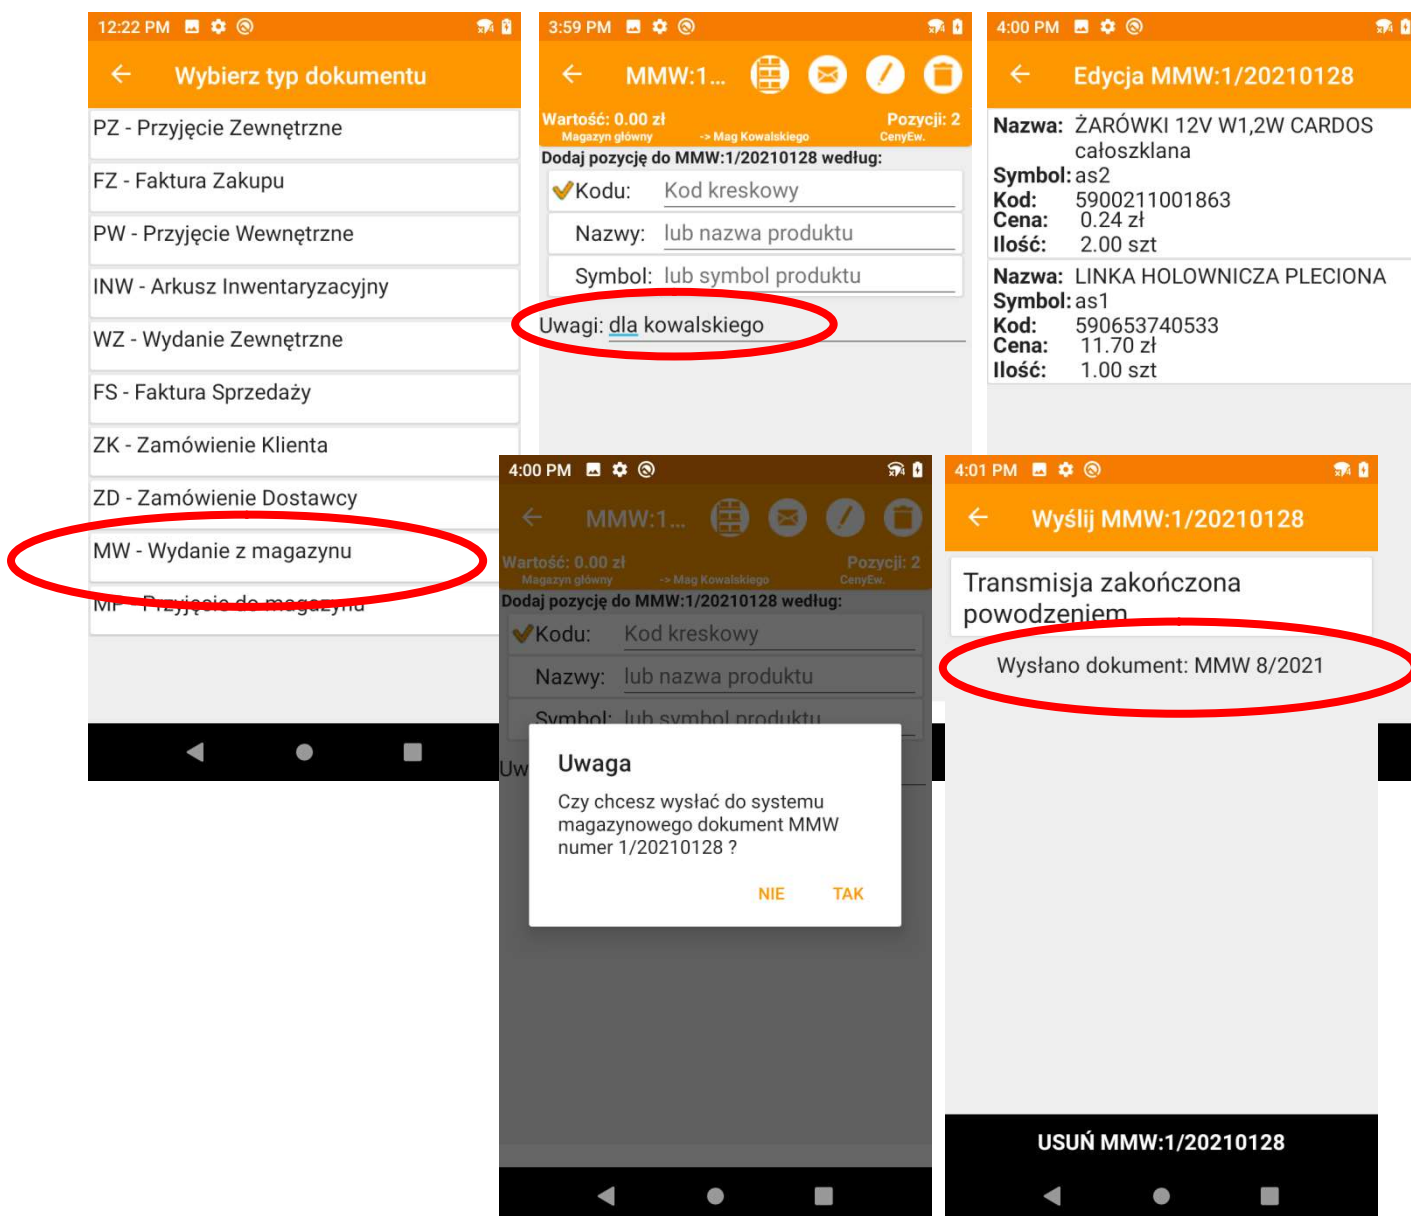 12:22 PM
Wybierz typ dokumentu
PZ - Przyjęcie Zewnętrzne
FZ - Faktura Zakupu
PW - Przyjęcie Wewnętrzne
INW - Arkusz Inwentaryzacyjny
WZ - Wydanie Zewnętrzne
FS - Faktura Sprzedaży
ZK - Zamówienie Klienta
ZD - Zamówienie Dostawcy
MW - Wydanie z magazynu
MP - Przyjęcie do magazynu
3:59 PM
MMW:1...
Wartość: 0.00 zł Pozycji: 2
Magazyn główny -> Mag Kowalskiego CenyEw.
Dodaj pozycję do MMW:1/20210128 według:
Kodu: Kod kreskowy
Nazwy: lub nazwa produktu
Symbol: lub symbol produktu
Uwagi: dla kowalskiego
4:00 PM
Edycja MMW:1/20210128
Nazwa: ŻARÓWKI 12V W1,2W CARDOS
całoszklana
Symbol: as2
Kod: 5900211001863
Cena: 0.24 zł
Ilość: 2.00 szt
Nazwa: LINKA HOLOWNICZA PLECIONA
Symbol: as1
Kod: 590653740533
Cena: 11.70 zł
Ilość: 1.00 szt
4:00 PM
MMW:1...
Wartość: 0.00 zł Pozycji: 2
Magazyn główny -> Mag Kowalskiego CenyEw.
Dodaj pozycję do MMW:1/20210128 według:
Kodu: Kod kreskowy
Nazwy: lub nazwa produktu
Symbol: lub symbol produktu
Uw
Uwaga
Czy chcesz wysłać do systemu
magazynowego dokument MMW
numer 1/20210128 ?
NIE TAK
4:01 PM
Wyślij MMW:1/20210128
Transmisja zakończona
powodzeniem
Wysłano dokument: MMW 8/2021
USUŃ MMW:1/20210128